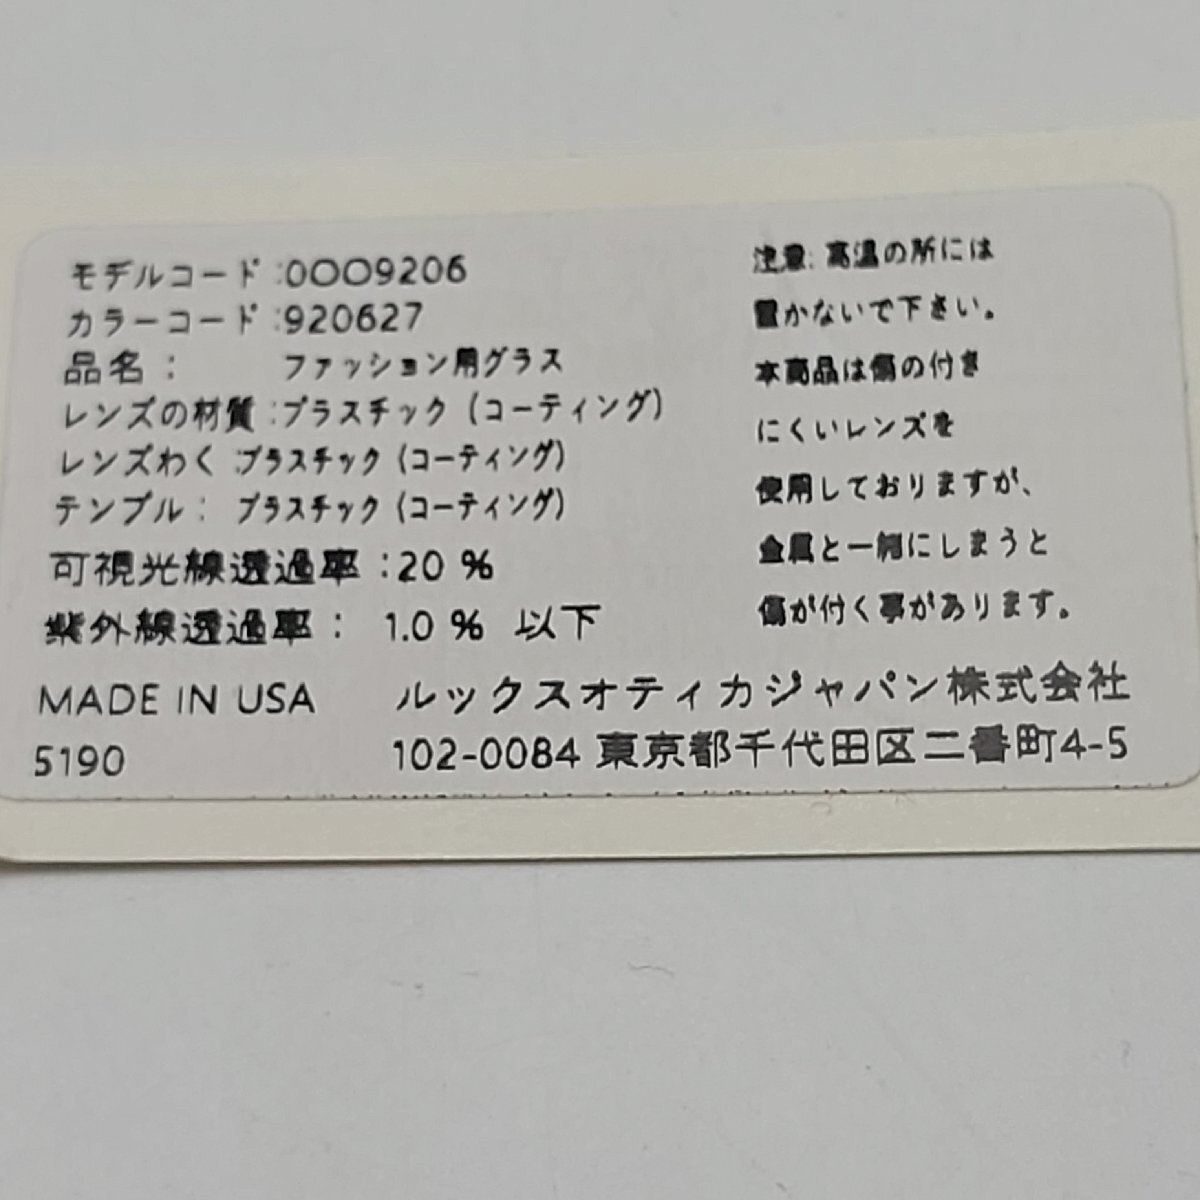 モデルコード :OOO9206
カラーコード :920627
品名 : ファッション用グラス
レンズの材質 :プラスチック (コーティング)
レンズわく :プラスチック (コーティング)
テンプル : プラスチック (コーティング)
可視光線透過率 :20 %
紫外線透過率 : 1.0 % 以下
MADE IN USA
5190
注意: 高温の所には
置かないで下さい。
本商品は傷の付き
にくいレンズを
使用しておりますが、
金属と一緒にしまうと
傷が付く事があります。
ルックスオティカジャパン株式会社
102-0084 東京都千代田区二番町4-5